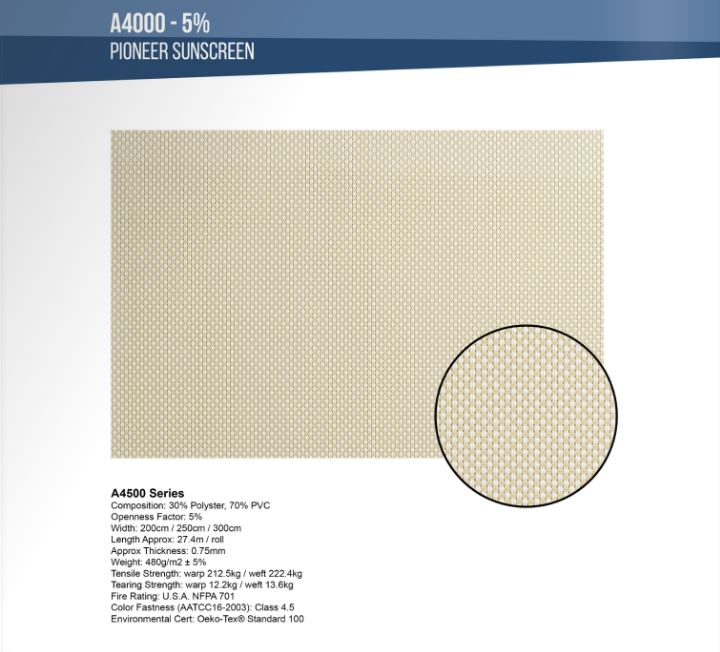 A4000 - 5%
PIONEER SUNSCREEN
A4500 Series
Composition: 30% Polyster, 70% PVC
Openness Factor: 5%
Width: 200cm / 250cm / 300cm
Length Approx: 27.4m / roll
Approx Thickness: 0.75mm
Weight: 480g/m2 ± 5%
Tensile Strength: warp 212.5kg / weft 222.4kg
Tearing Strength: warp 12.2kg / weft 13.6kg
Fire Rating: U.S.A. NFPA 701
Color Fastness (AATCC16-2003): Class 4.5
Environmental Cert: Oeko-Tex® Standard 100